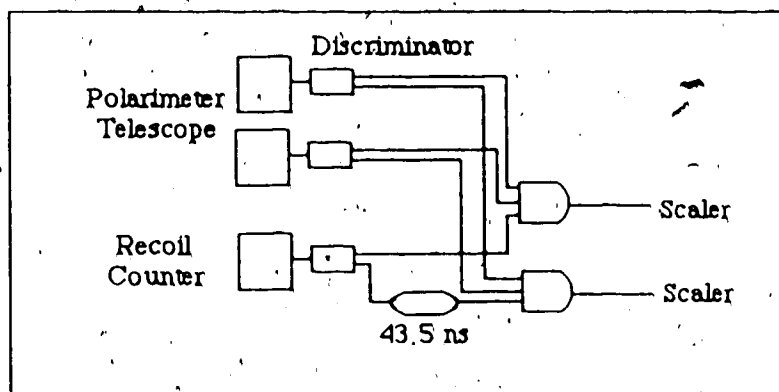 Discriminator
Polarimeter
Telescope
Scaler
Recoil
Counter
Scaler
43.5 ns